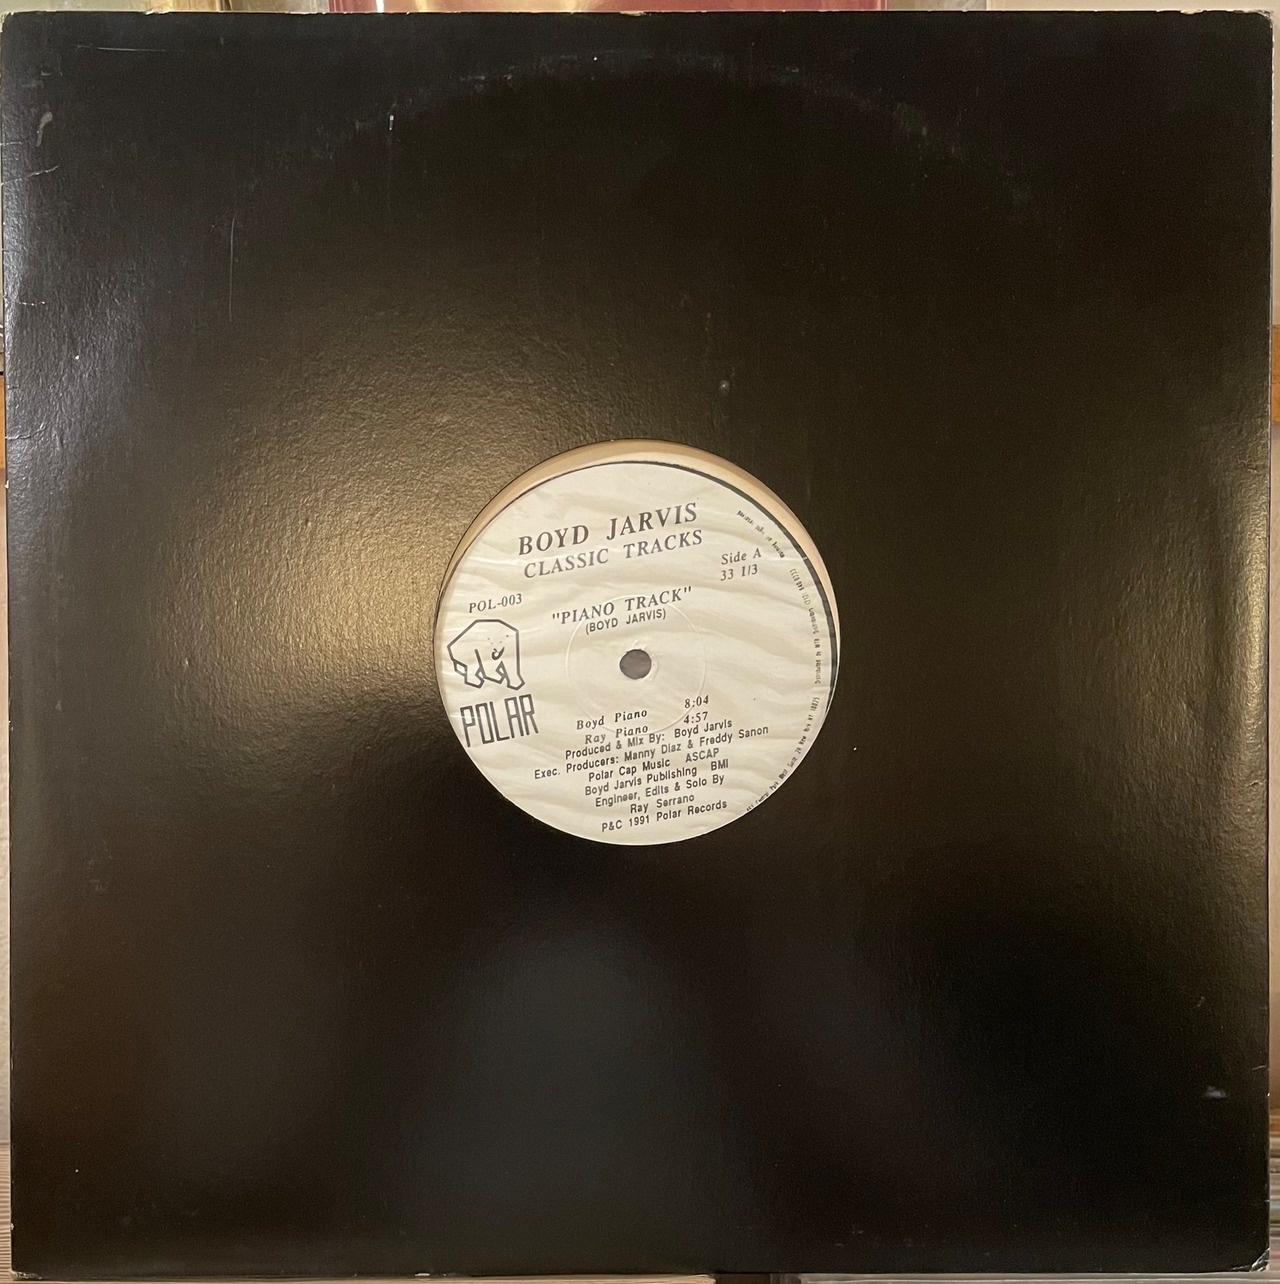 BOYD JARVIS
CLASSIC TRACKS
Side A
33 1/3
POL-003
"PIANO TRACK"
(BOYD JARVIS)
POLAR
Boyd Piano 8:04
Ray Piano 4:57
Produced & Mix By: Boyd Jarvis
Exec. Producers: Manny Diaz & Freddy Sanon
Polar Cap Music ASCAP
Boyd Jarvis Publishing BMI
Engineer, Edits & Solo By
Ray Serrano
P&C 1991 Polar Records
Distributed by